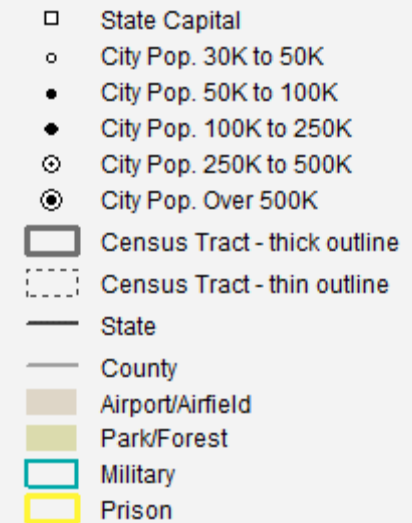 State Capital
City Pop. 30K to 50K
City Pop. 50K to 100K
City Pop. 100K to 250K
City Pop. 250K to 500K
City Pop. Over 500K
Census Tract - thick outline
Census Tract - thin outline
State
County
Airport/Airfield
Park/Forest
Military
Prison